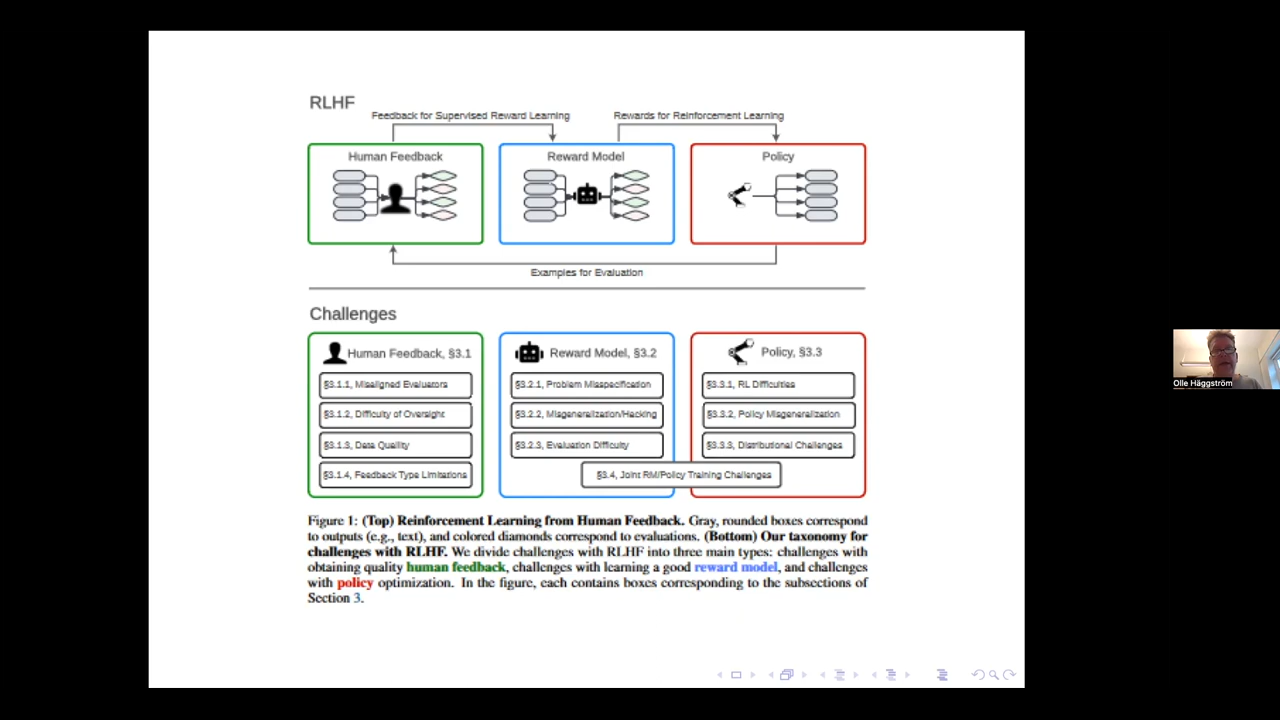 RLHF
Feedback for Supervised Reward Learning
Rewards for Reinforcement Learning
Human Feedback
Reward Model
Policy
Examples for Evaluation
Challenges
Human Feedback, §3.1
§3.1.1, Misaligned Evaluators
§3.1.2, Difficulty of Oversight
§3.1.3, Data Quality
§3.1.4, Feedback Type Limitations
Reward Model, §3.2
§3.2.1, Problem Misspecification
§3.2.2, Misgeneralization/Hacking
§3.2.3, Evaluation Difficulty
Policy, §3.3
§3.3.1, RL Difficulties
§3.3.2, Policy Misgeneralization
§3.3.3, Distributional Challenges
§3.4, Joint RM/Policy Training Challenges
Figure 1: (Top) Reinforcement Learning from Human Feedback. Gray, rounded boxes correspond
to outputs (e.g., text), and colored diamonds correspond to evaluations. (Bottom) Our taxonomy for
challenges with RLHF. We divide challenges with RLHF into three main types: challenges with
obtaining quality human feedback, challenges with learning a good reward model, and challenges
with policy optimization. In the figure, each contains boxes corresponding to the subsections of
Section 3.
Olle Häggström